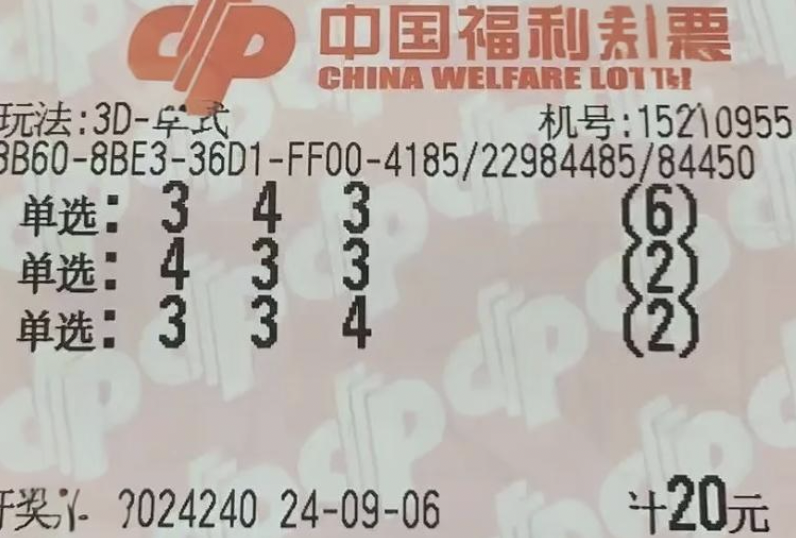 中国福利彩票
CHINA WELFARE LOTTERY
玩法:3D-单式
机号:15210955
8B60-8BE3-36D1-FF00-4185/22984485/84450
单选: 3 4 3 (6)
单选: 4 3 3 (2)
单选: 3 3 4 (2)
开奖期 2024240 24-09-06
计20元